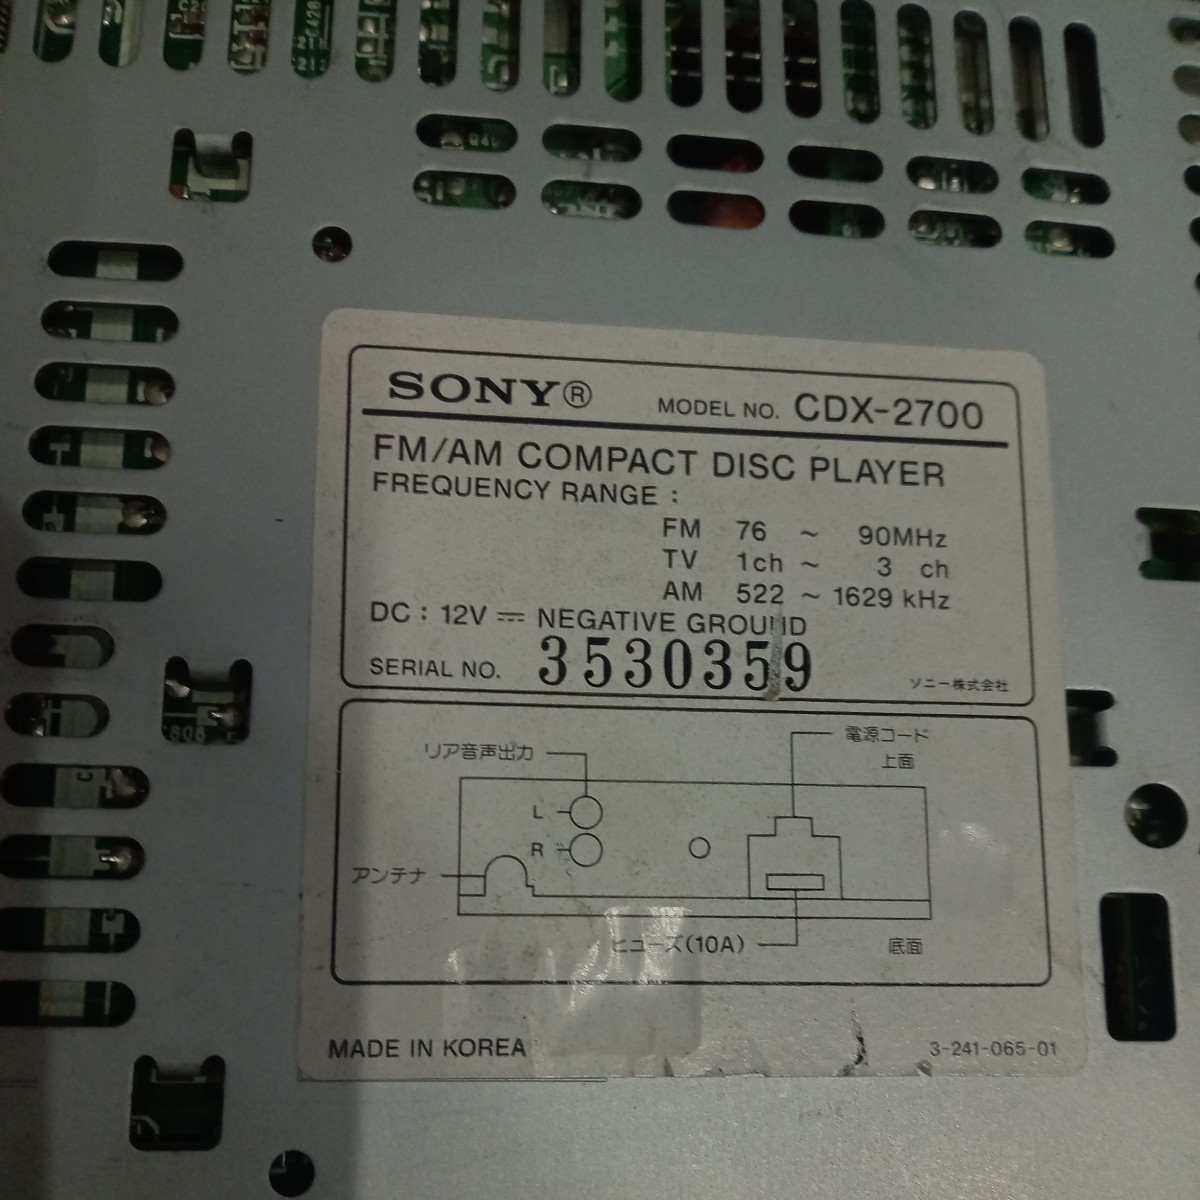 SONY®
MODEL NO. CDX-2700
FM/AM COMPACT DISC PLAYER
FREQUENCY RANGE :
FM 76 ~ 90MHz
TV 1ch ~ 3 ch
AM 522 ~ 1629 kHz
DC : 12V ⎓ NEGATIVE GROUND
SERIAL NO. 3530359
ソニー株式会社
リア音声出力
電源コード
上面
L
R
アンテナ
ヒューズ(10A)
底面
MADE IN KOREA
3-241-065-01
808